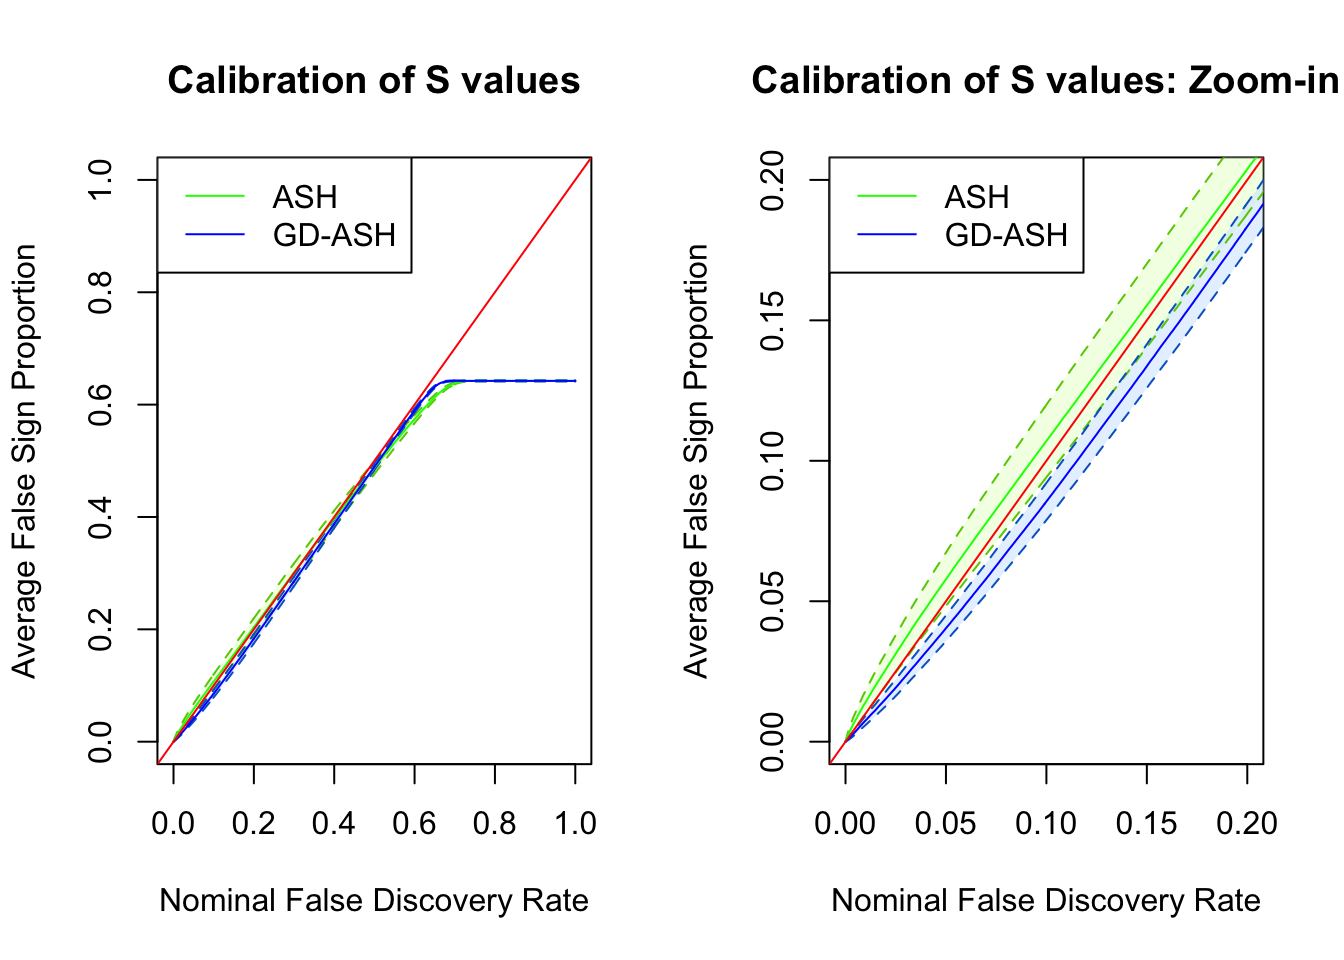 Calibration of S values
ASH
GD-ASH
Average False Sign Proportion
0.0
0.2
0.4
0.6
0.8
1.0
0.0 0.2 0.4 0.6 0.8 1.0
Nominal False Discovery Rate
Calibration of S values: Zoom-in
ASH
GD-ASH
Average False Sign Proportion
0.00
0.05
0.10
0.15
0.20
0.00 0.05 0.10 0.15 0.20
Nominal False Discovery Rate